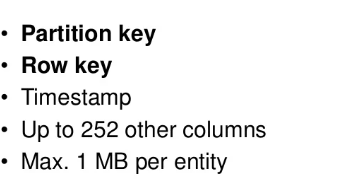 • Partition key
• Row key
• Timestamp
• Up to 252 other columns
• Max. 1 MB per entity